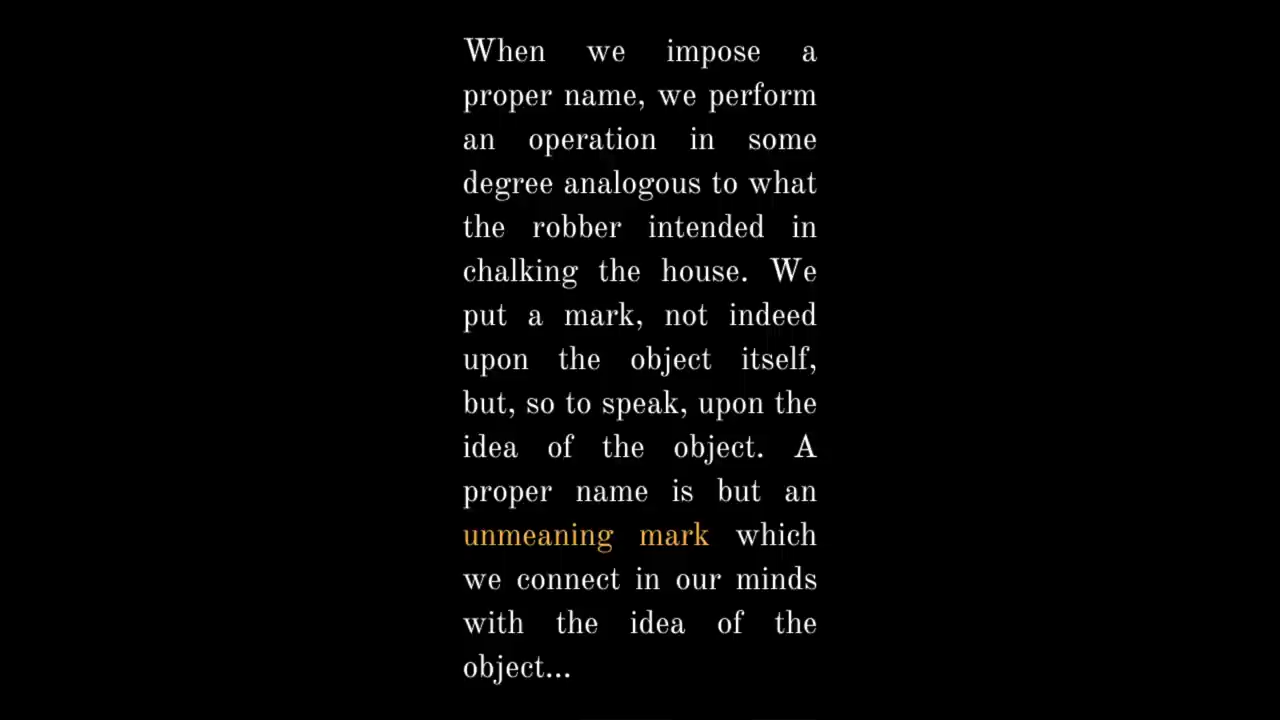 When we impose a
proper name, we perform
an operation in some
degree analogous to what
the robber intended in
chalking the house. We
put a mark, not indeed
upon the object itself,
but, so to speak, upon the
idea of the object. A
proper name is but an
unmeaning mark which
we connect in our minds
with the idea of the
object...